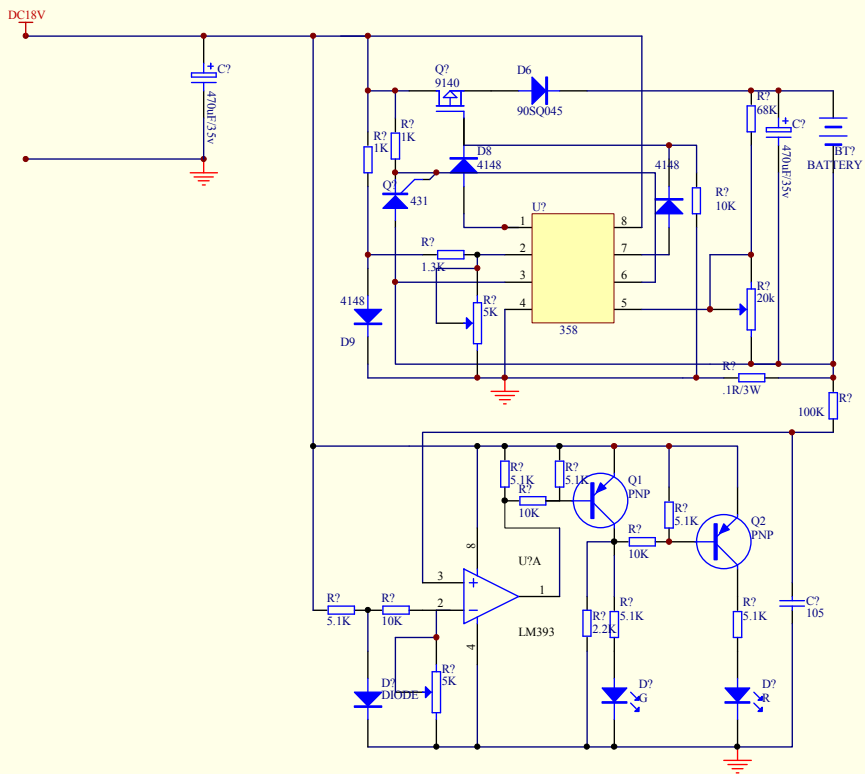 DC18V
C?
470uF/35v
Q?
9140
D6
90SQ045
R?
1K
R?
1K
D8
4148
4148
Q?
431
U?
1
2
3
4
8
7
6
5
358
R?
10K
R?
68K
C?
470uF/35v
BT?
BATTERY
R?
1.3K
R?
5K
R?
20k
4148
D9
R?
.1R/3W
R?
100K
R?
5.1K
R?
5.1K
R?
10K
Q1
PNP
R?
5.1K
R?
10K
Q2
PNP
8
U?A
3
2
1
4
LM393
R?
5.1K
R?
10K
R?
5K
D?
DIODE
R?
2.2K
R?
5.1K
R?
5.1K
C?
105
D?
G
D?
R